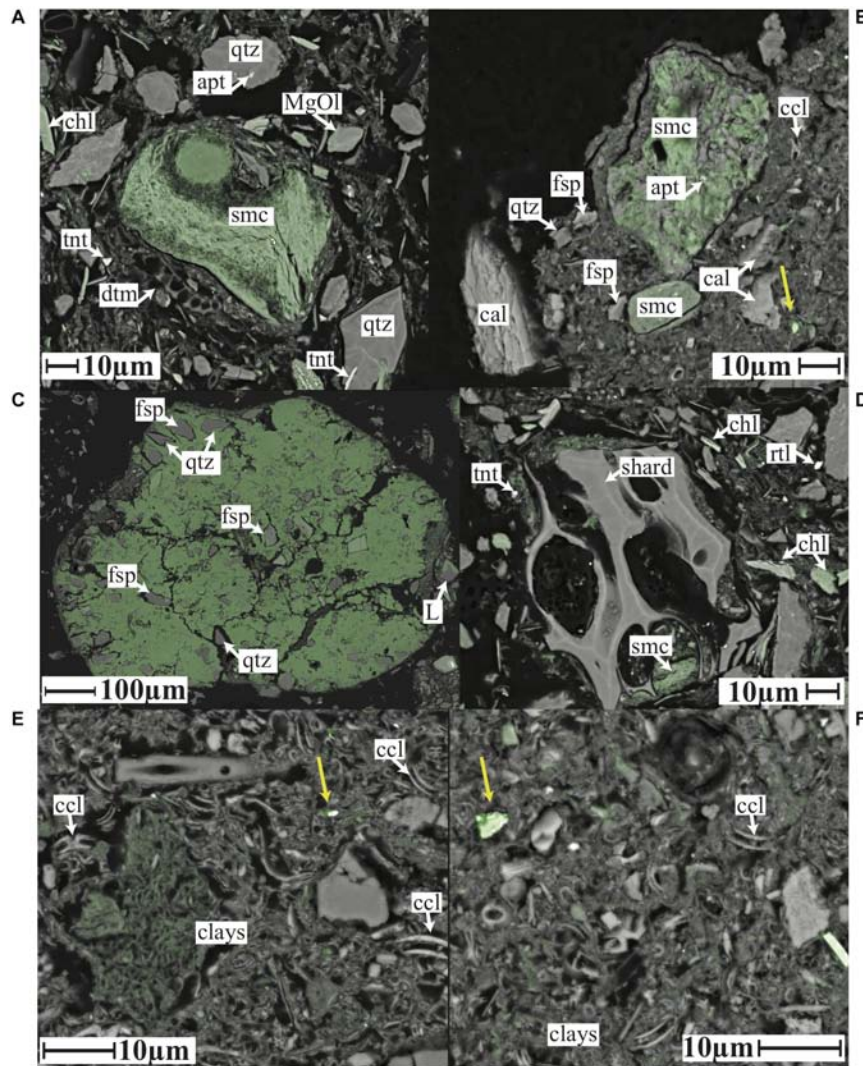 A
qtz
apt
MgOl
chl
smc
tnt
dtm
qtz
tnt
10µm
B
smc
ccl
apt
fsp
qtz
fsp
cal
smc
cal
10µm
C
fsp
qtz
fsp
fsp
L
qtz
100µm
D
chl
shard
rtl
tnt
chl
smc
10µm
E
ccl
ccl
ccl
clays
10µm
F
ccl
clays
10µm